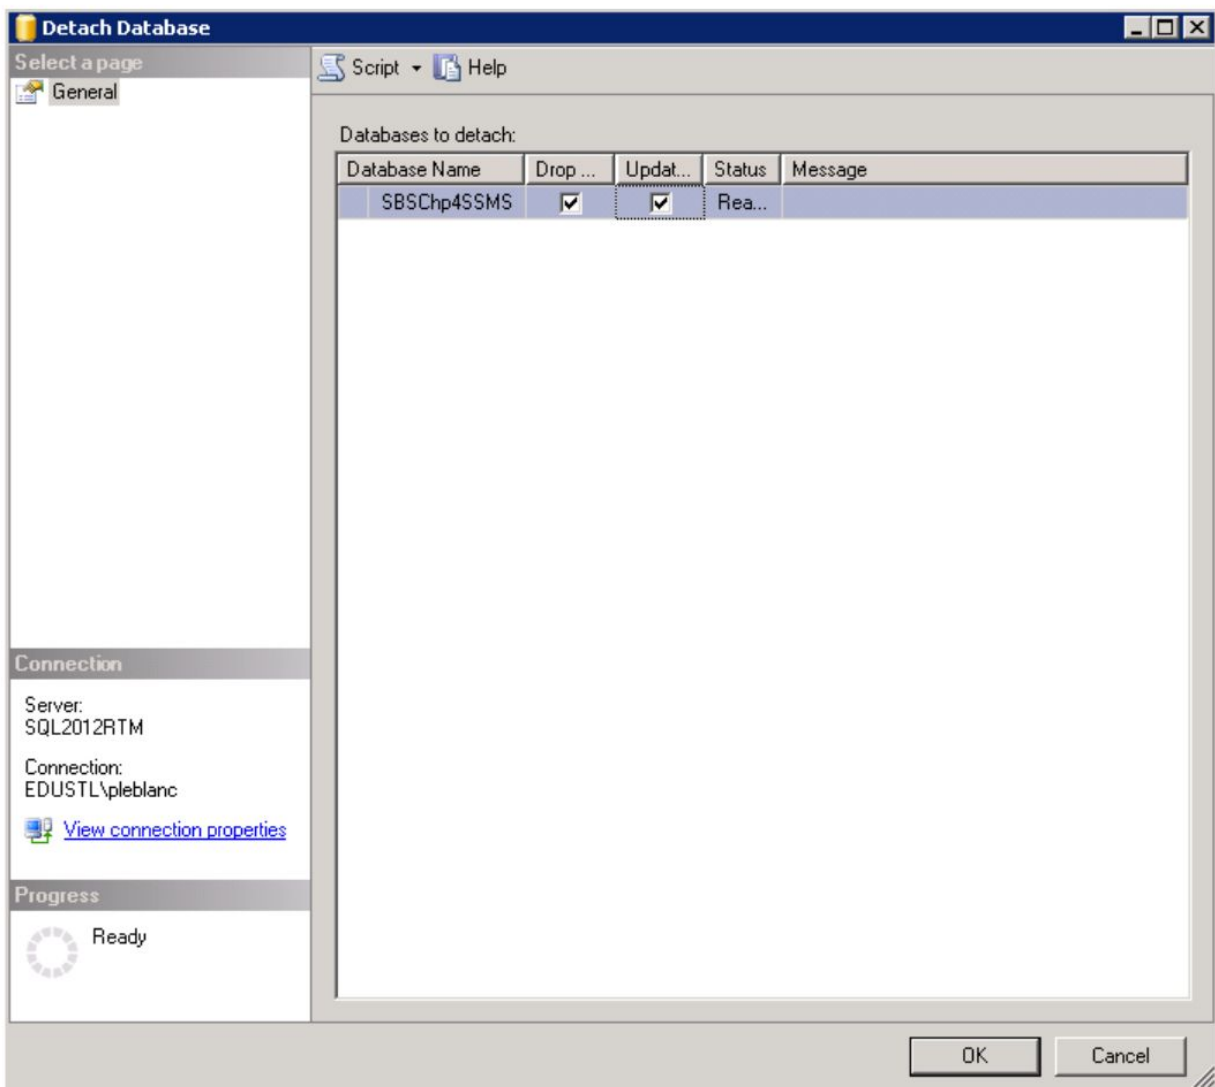 Detach Database
Select a page
General
Script Help
Databases to detach:
Database Name Drop ... Updat... Status Message
SBSChp4SSMS Rea...
Connection
Server:
SQL2012RTM
Connection:
EDUSTL\pleblanc
View connection properties
Progress
Ready
OK Cancel